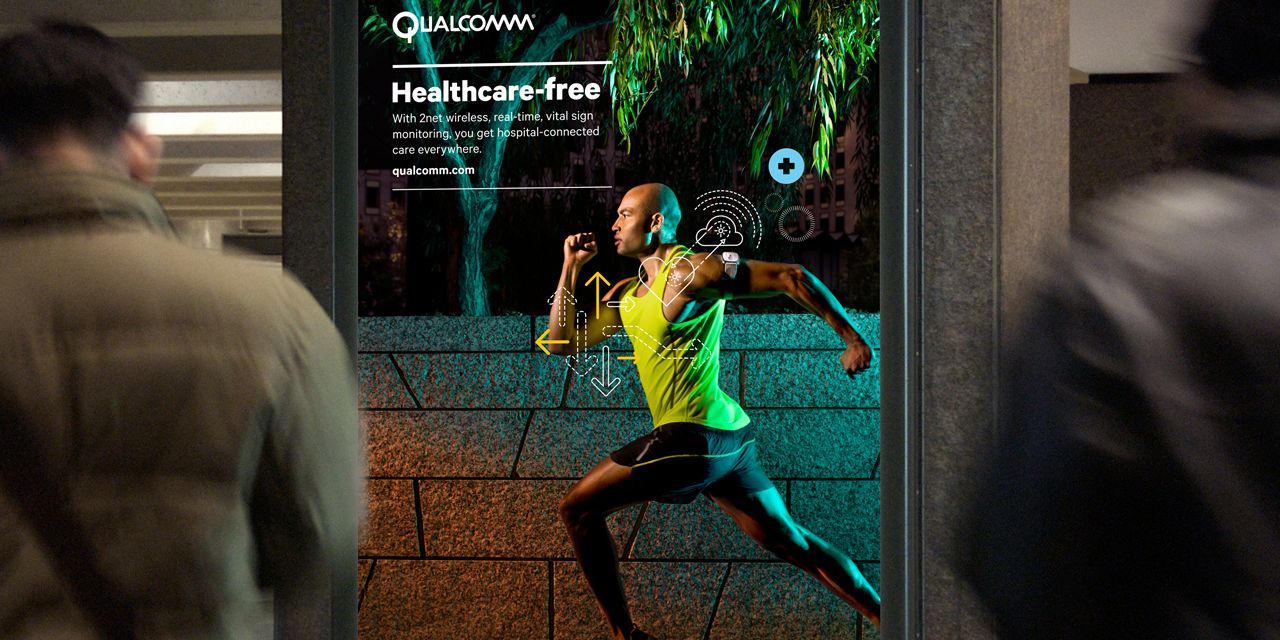 QUALCOMM®
Healthcare-free
With 2net wireless, real-time, vital sign
monitoring, you get hospital-connected
care everywhere.
qualcomm.com